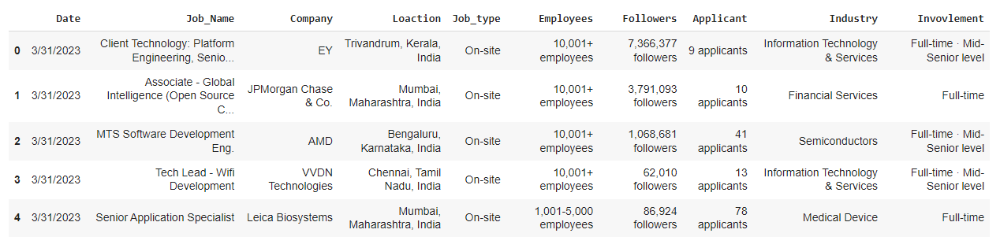 Date Job_Name Company Loaction Job_type Employees Followers Applicant Industry Invovlement
0 3/31/2023 Client Technology: Platform Engineering, Senio... EY Trivandrum, Kerala, India On-site 10,001+ employees 7,366,377 followers 9 applicants Information Technology & Services Full-time · Mid-Senior level
1 3/31/2023 Associate - Global Intelligence (Open Source C... JPMorgan Chase & Co. Mumbai, Maharashtra, India On-site 10,001+ employees 3,791,093 followers 10 applicants Financial Services Full-time
2 3/31/2023 MTS Software Development Eng. AMD Bengaluru, Karnataka, India On-site 10,001+ employees 1,068,681 followers 41 applicants Semiconductors Full-time · Mid-Senior level
3 3/31/2023 Tech Lead - Wifi Development VVDN Technologies Chennai, Tamil Nadu, India On-site 10,001+ employees 62,010 followers 13 applicants Information Technology & Services Full-time · Mid-Senior level
4 3/31/2023 Senior Application Specialist Leica Biosystems Mumbai, Maharashtra, India On-site 1,001-5,000 employees 86,924 followers 78 applicants Medical Device Full-time